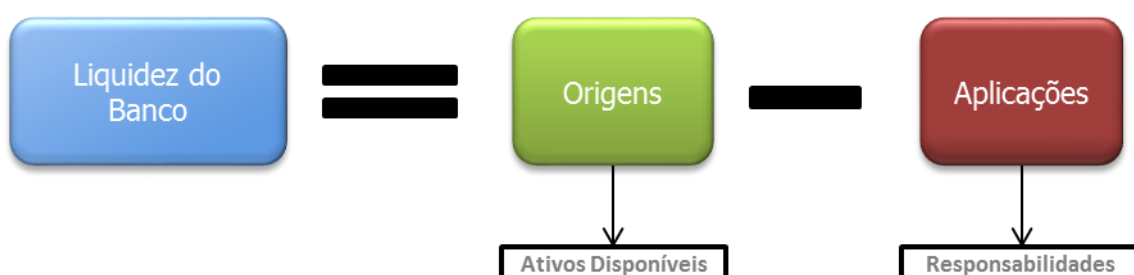 Liquidez do
Banco
Origens
Aplicações
Ativos Disponíveis
Responsabilidades